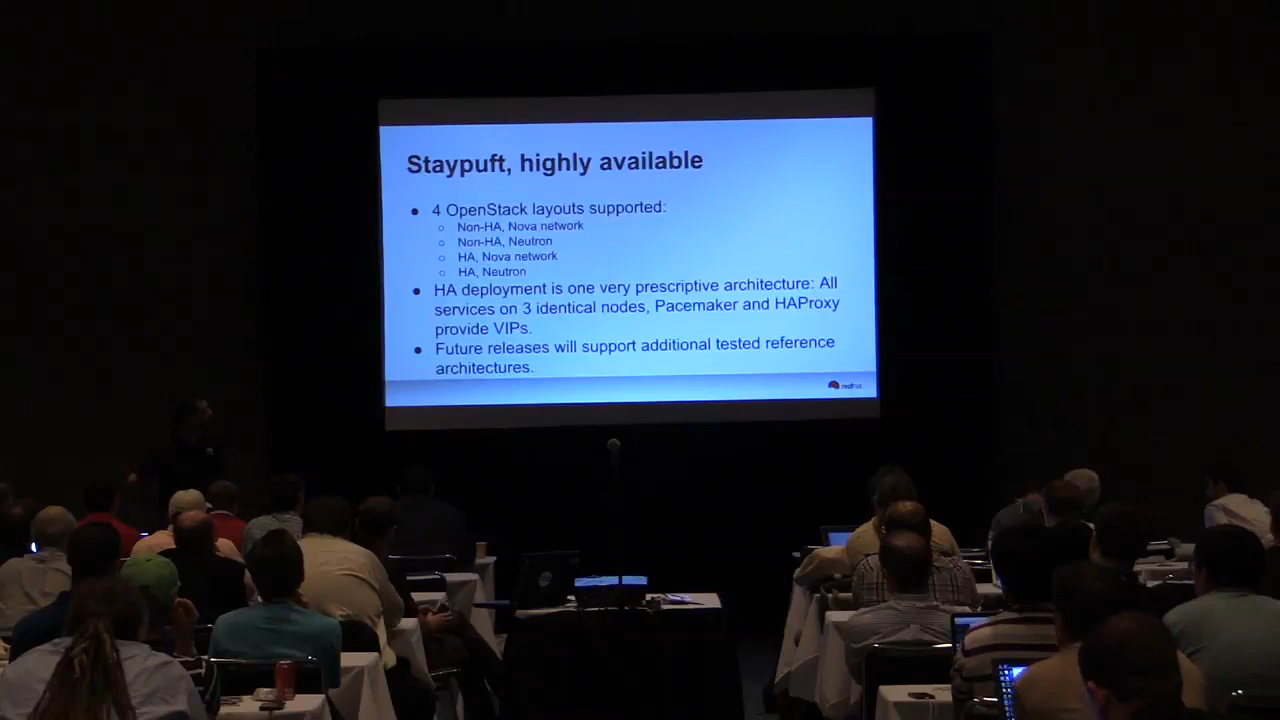 Staypuft, highly available
● 4 OpenStack layouts supported:
○ Non-HA, Nova network
○ Non-HA, Neutron
○ HA, Nova network
○ HA, Neutron
● HA deployment is one very prescriptive architecture: All
services on 3 identical nodes, Pacemaker and HAProxy
provide VIPs.
● Future releases will support additional tested reference
architectures.
redhat